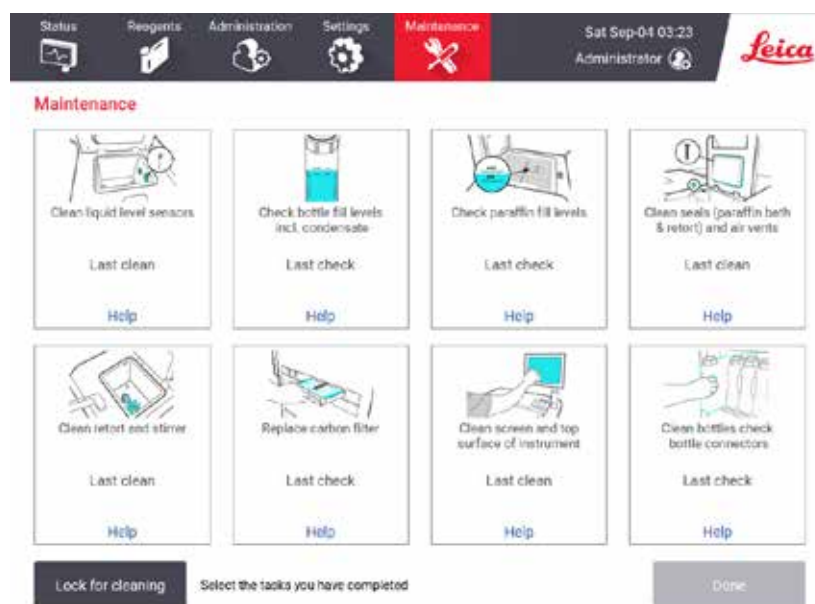 Status Reagents Administration Settings Maintenance Sat Sep-04 03:23
Administrator
Leica
Maintenance
Clean liquid level sensors
Last clean
Help
Check bottle fill levels
incl. condensate
Last check
Help
Check paraffin fill levels
Last check
Help
Clean seals (paraffin bath
& retort) and air vents
Last clean
Help
Clean retort and stirrer
Last clean
Help
Replace carbon filter
Last check
Help
Clean screen and top
surface of instrument
Last clean
Help
Clean bottles check
bottle connectors
Last check
Help
Lock for cleaning Select the tasks you have completed Done